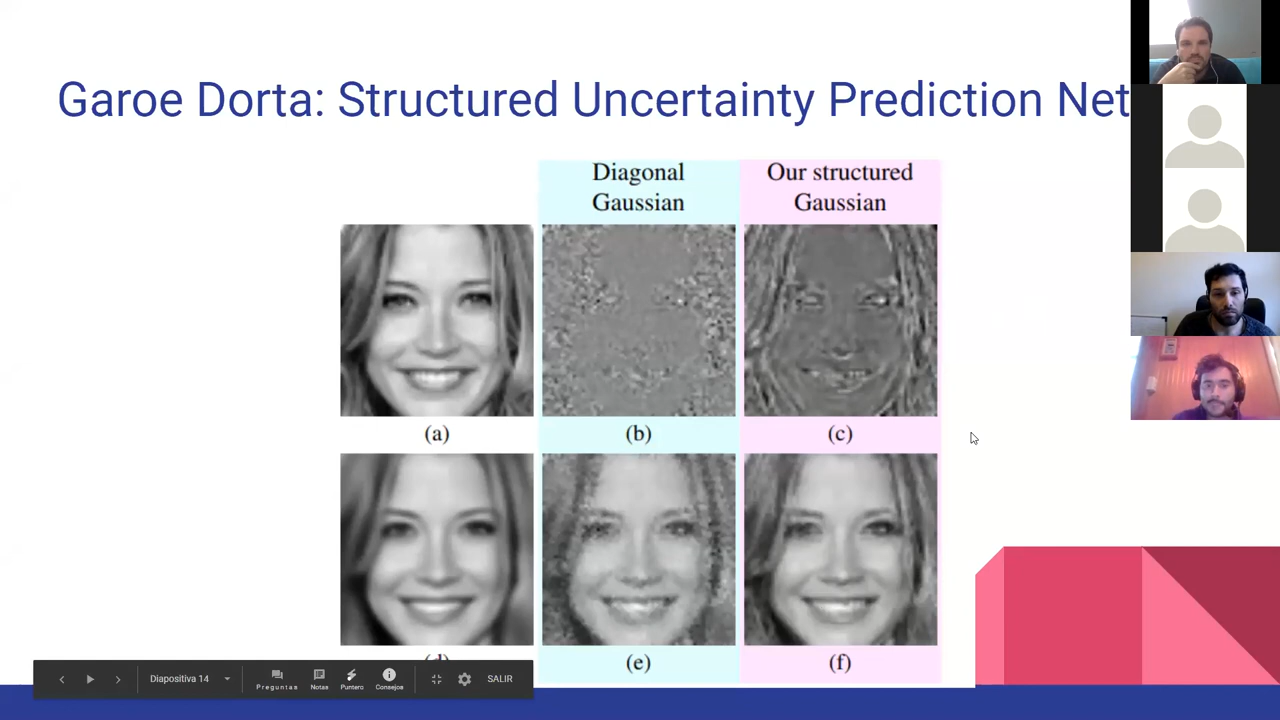 Garoe Dorta: Structured Uncertainty Prediction Net
Diagonal
Gaussian
Our structured
Gaussian
(a)
(b)
(c)
(e)
(f)
Diapositiva 14
Preguntas
Notas
Puntero
Consejos
SALIR